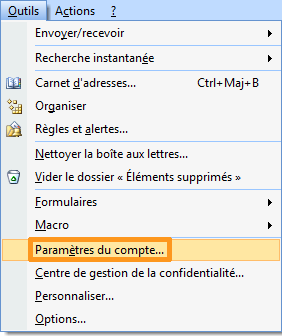 Outils Actions ?
Envoyer/recevoir
Recherche instantanée
Carnet d'adresses... Ctrl+Maj+B
Organiser
Règles et alertes...
Nettoyer la boîte aux lettres...
Vider le dossier « Éléments supprimés »
Formulaires
Macro
Paramètres du compte...
Centre de gestion de la confidentialité...
Personnaliser...
Options...